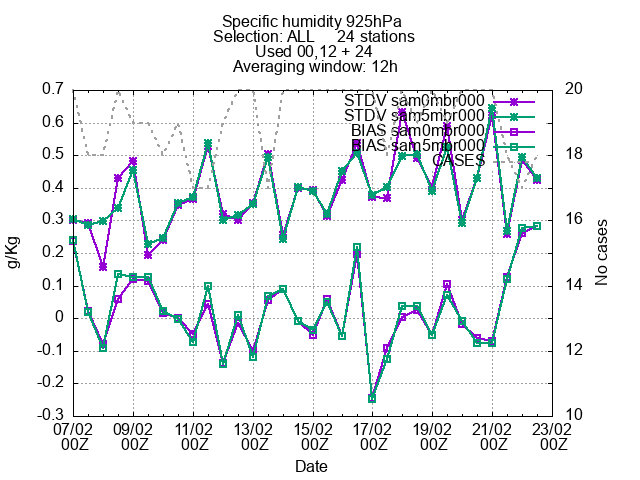 Specific humidity 925hPa
Selection: ALL 24 stations
Used 00,12 + 24
Averaging window: 12h
0.7
0.6
0.5
0.4
0.3
0.2
0.1
0
-0.1
-0.2
-0.3
g/Kg
20
18
16
14
12
10
No cases
STDV sam0mbr000
STDV sam5mbr000
BIAS sam0mbr000
BIAS sam5mbr000
CASES
07/02 09/02 11/02 13/02 15/02 17/02 19/02 21/02 23/02
00Z 00Z 00Z 00Z 00Z 00Z 00Z 00Z 00Z
Date